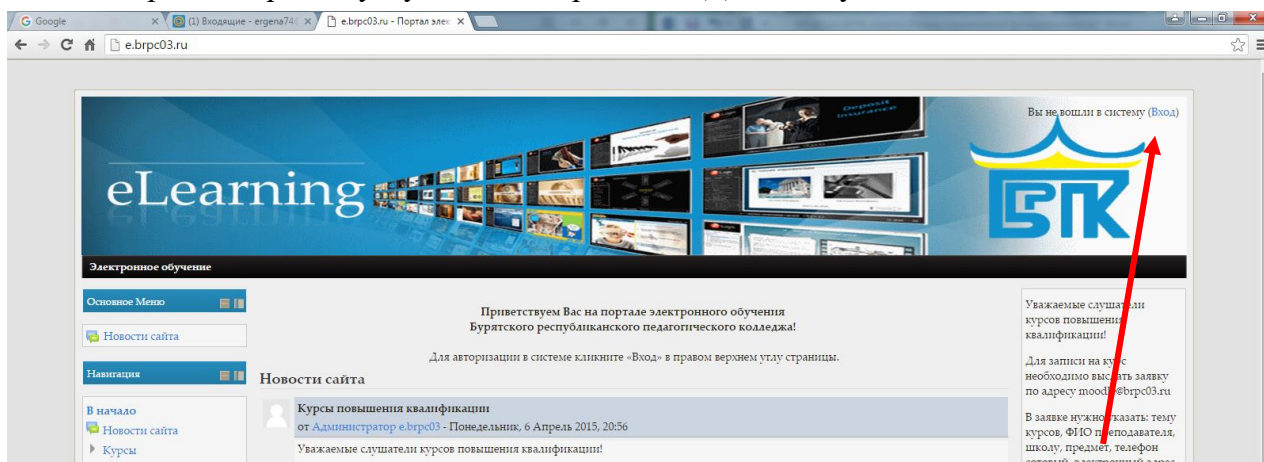 Google
(1) Входящие - ergena74
e.brpc03.ru - Портал элек
e.brpc03.ru
Вы не вошли в систему (Вход)
eLearning
Deposit
Insurance
БПК
Электронное обучение
Основное Меню
Новости сайта
Навигация
В начало
Новости сайта
Курсы
Приветствуем Вас на портале электронного обучения
Бурятского республиканского педагогического колледжа!
Для авторизации в системе кликните «Вход» в правом верхнем углу страницы.
Новости сайта
Курсы повышения квалификации
от Администратор e.brpc03 - Понедельник, 6 Апрель 2015, 20:56
Уважаемые слушатели курсов повышения квалификации!
Уважаемые слушатели
курсов повышения
квалификации!
Для записи на курс
необходимо выслать заявку
по адресу moodle@brpc03.ru
В заявке нужно указать: тему
курсов, ФИО преподавателя,
школу, предмет, телефон